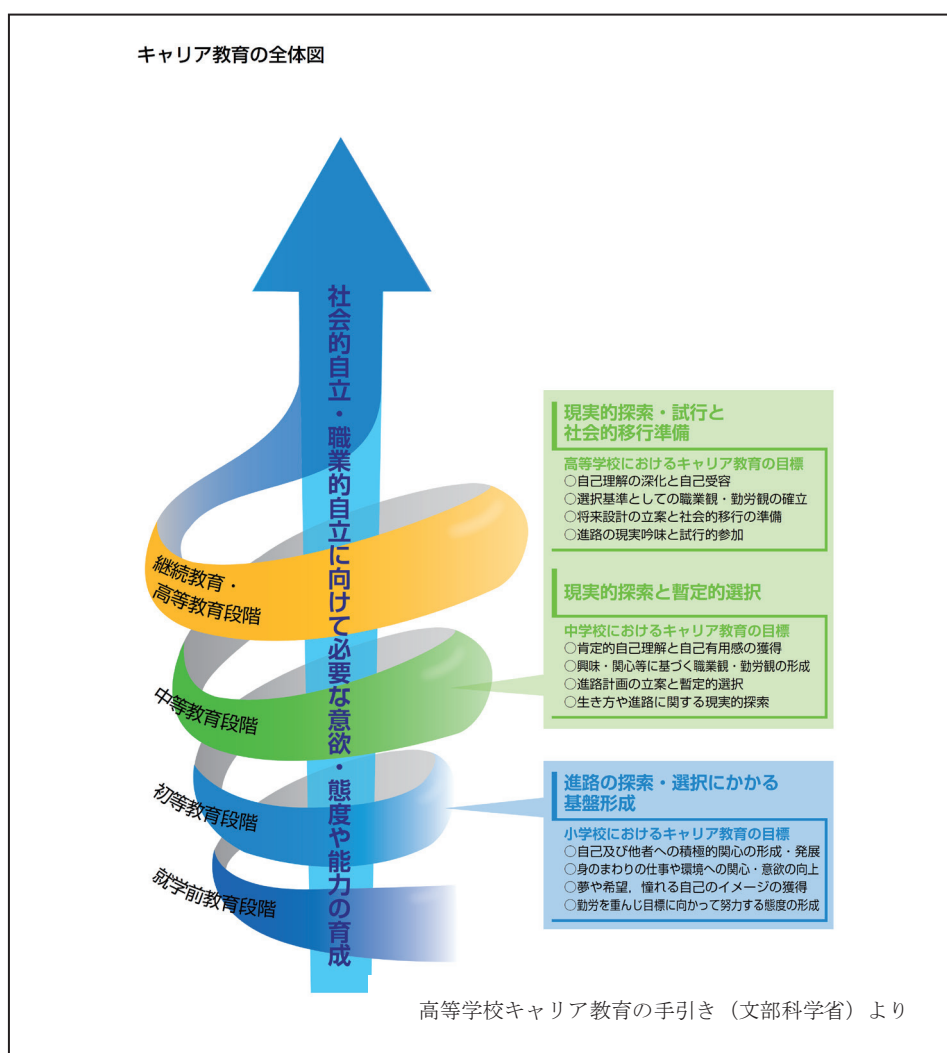 キャリア教育の全体図
社会的自立・職業的自立に向けて必要な意欲・態度や能力の育成
継続教育・
高等教育段階
中等教育段階
初等教育段階
就学前教育段階
現実的探索・試行と
社会的移行準備
高等学校におけるキャリア教育の目標
○自己理解の深化と自己受容
○選択基準としての職業観・勤労観の確立
○将来設計の立案と社会的移行の準備
○進路の現実吟味と試行的参加
現実的探索と暫定的選択
中学校におけるキャリア教育の目標
○肯定的自己理解と自己有用感の獲得
○興味・関心等に基づく職業観・勤労観の形成
○進路計画の立案と暫定的選択
○生き方や進路に関する現実的探索
進路の探索・選択にかかる
基盤形成
小学校におけるキャリア教育の目標
○自己及び他者への積極的関心の形成・発展
○身のまわりの仕事や環境への関心・意欲の向上
○夢や希望，憧れる自己のイメージの獲得
○勤労を重んじ目標に向かって努力する態度の形成
高等学校キャリア教育の手引き（文部科学省）より